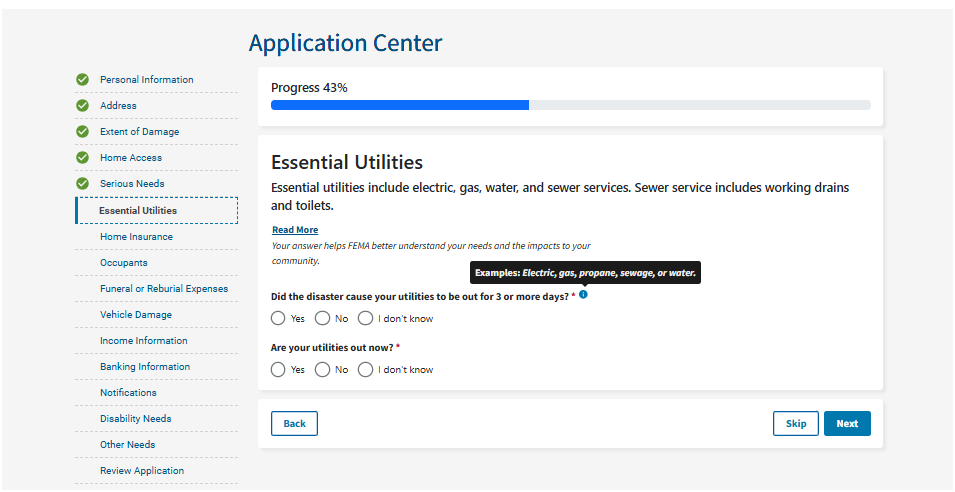 Application Center
Personal Information
Address
Extent of Damage
Home Access
Serious Needs
Essential Utilities
Home Insurance
Occupants
Funeral or Reburial Expenses
Vehicle Damage
Income Information
Banking Information
Notifications
Disability Needs
Other Needs
Review Application
Progress 43%
Essential Utilities
Essential utilities include electric, gas, water, and sewer services. Sewer service includes working drains
and toilets.
Read More
Your answer helps FEMA better understand your needs and the impacts to your
community.
Examples: Electric, gas, propane, sewage, or water.
Did the disaster cause your utilities to be out for 3 or more days? *
Yes No I don't know
Are your utilities out now? *
Yes No I don't know
Back Skip Next